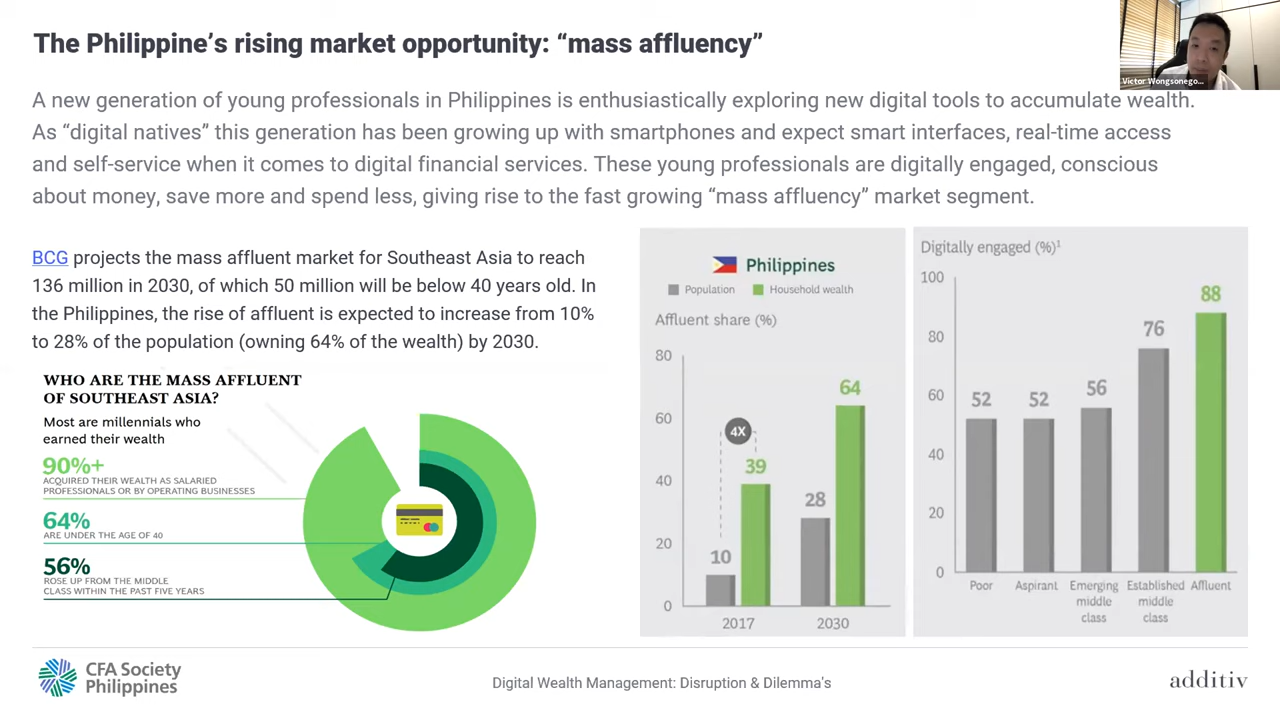 The Philippine’s rising market opportunity: “mass affluency”
Victor Wongsonego...
A new generation of young professionals in Philippines is enthusiastically exploring new digital tools to accumulate wealth.
As “digital natives” this generation has been growing up with smartphones and expect smart interfaces, real-time access
and self-service when it comes to digital financial services. These young professionals are digitally engaged, conscious
about money, save more and spend less, giving rise to the fast growing “mass affluency” market segment.
BCG projects the mass affluent market for Southeast Asia to reach
136 million in 2030, of which 50 million will be below 40 years old. In
the Philippines, the rise of affluent is expected to increase from 10%
to 28% of the population (owning 64% of the wealth) by 2030.
WHO ARE THE MASS AFFLUENT
OF SOUTHEAST ASIA?
Most are millennials who
earned their wealth
90%+
ACQUIRED THEIR WEALTH AS SALARIED
PROFESSIONALS OR BY OPERATING BUSINESSES
64%
ARE UNDER THE AGE OF 40
56%
ROSE UP FROM THE MIDDLE
CLASS WITHIN THE PAST FIVE YEARS
Philippines
Population
Household wealth
Affluent share (%)
80
60
40
20
0
4X
10
39
28
64
2017
2030
Digitally engaged (%)¹
100
80
60
40
20
0
52
52
56
76
88
Poor
Aspirant
Emerging
middle
class
Established
middle
class
Affluent
CFA Society
Philippines
Digital Wealth Management: Disruption & Dilemma's
additiv